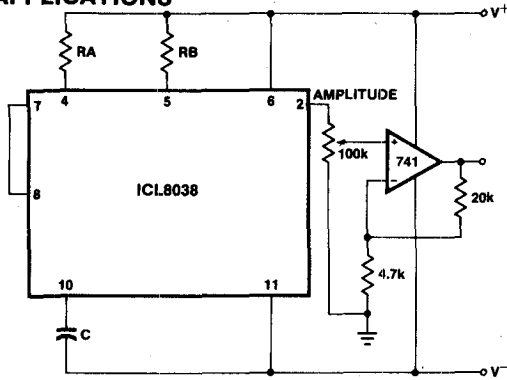 APPLICATIONS
V+
RA
RB
4
5
6
7
2
AMPLITUDE
+
100k
741
8
ICL8038
−
20k
4.7k
10
11
C
V−